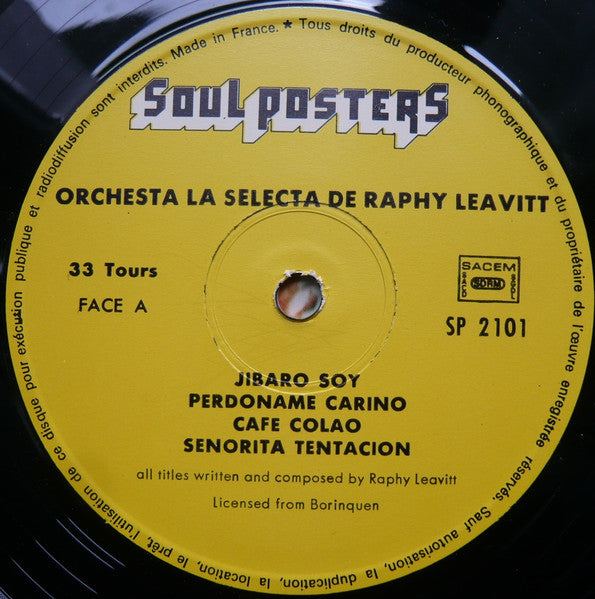 Made in France. * Tous droits du producteur phonographique et du propriétaire de l'œuvre enregistrée réservés. Sauf autorisation, la duplication, la location, le prêt, l'utilisation de ce disque pour exécution publique et radiodiffusion sont interdits.
SOUL POSTERS
ORCHESTA LA SELECTA DE RAPHY LEAVITT
33 Tours
FACE A
SACEM
SACD SDRM SGDL
SP 2101
JIBARO SOY
PERDONAME CARINO
CAFE COLAO
SENORITA TENTACION
all titles written and composed by Raphy Leavitt
Licensed from Borinquen